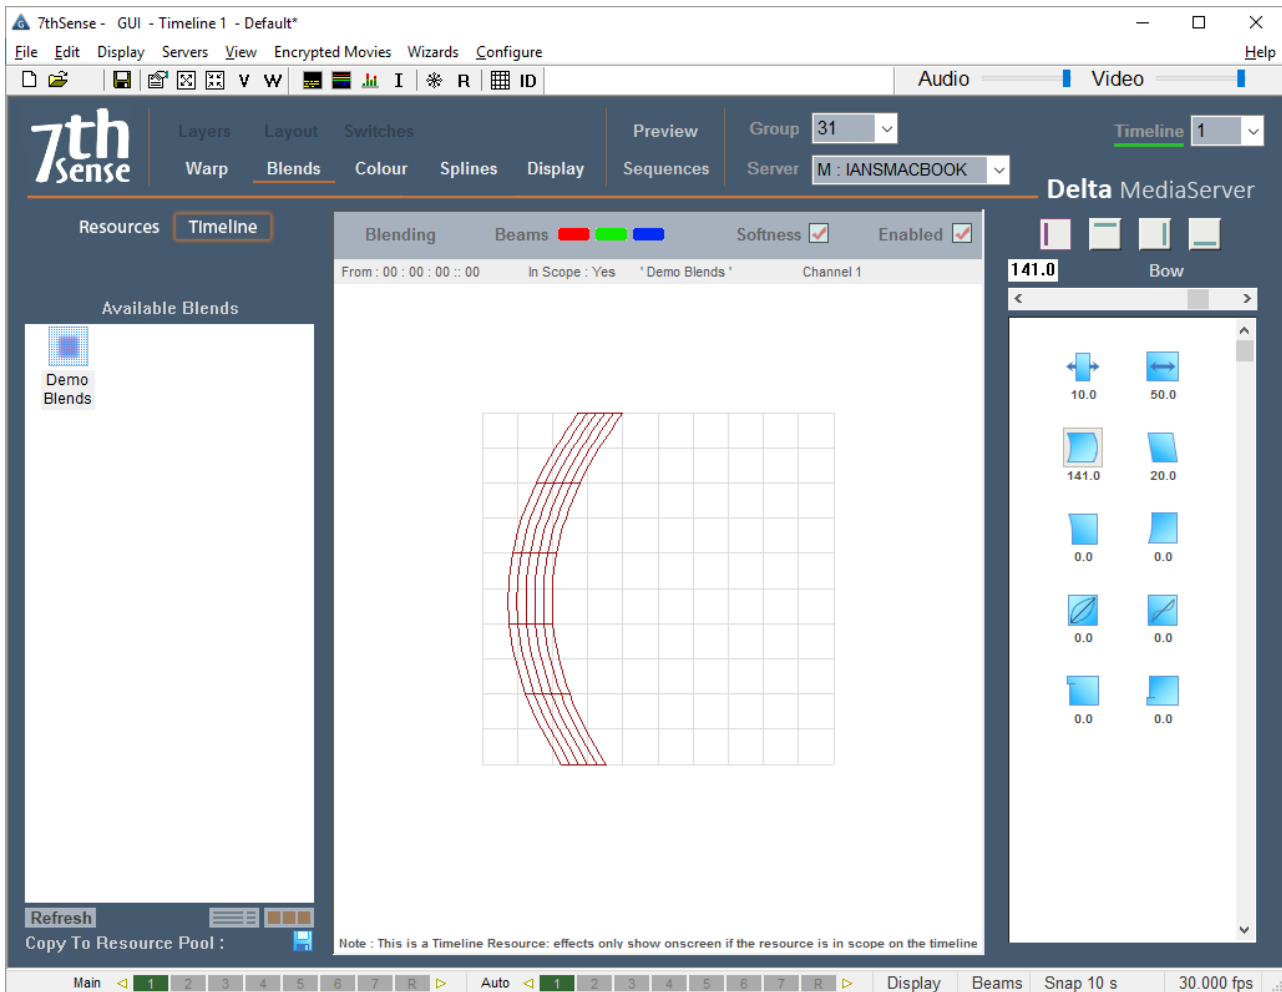 7thSense - GUI - Timeline 1 - Default*
File Edit Display Servers View Encrypted Movies Wizards Configure Help
V W I R ID Audio Video
7th Sense
Layers Layout Switches Preview Group 31 Timeline 1
Warp Blends Colour Splines Display Sequences Server M : IANSMACBOOK
Delta MediaServer
Resources Timeline Blending Beams Softness Enabled
From : 00 : 00 : 00 :: 00 In Scope : Yes ' Demo Blends ' Channel 1
141.0 Bow
Available Blends
Demo
Blends
10.0 50.0
141.0 20.0
0.0 0.0
0.0 0.0
0.0 0.0
Refresh
Copy To Resource Pool :
Note : This is a Timeline Resource: effects only show onscreen if the resource is in scope on the timeline
Main 1 2 3 4 5 6 7 R Auto 1 2 3 4 5 6 7 R Display Beams Snap 10 s 30.000 fps